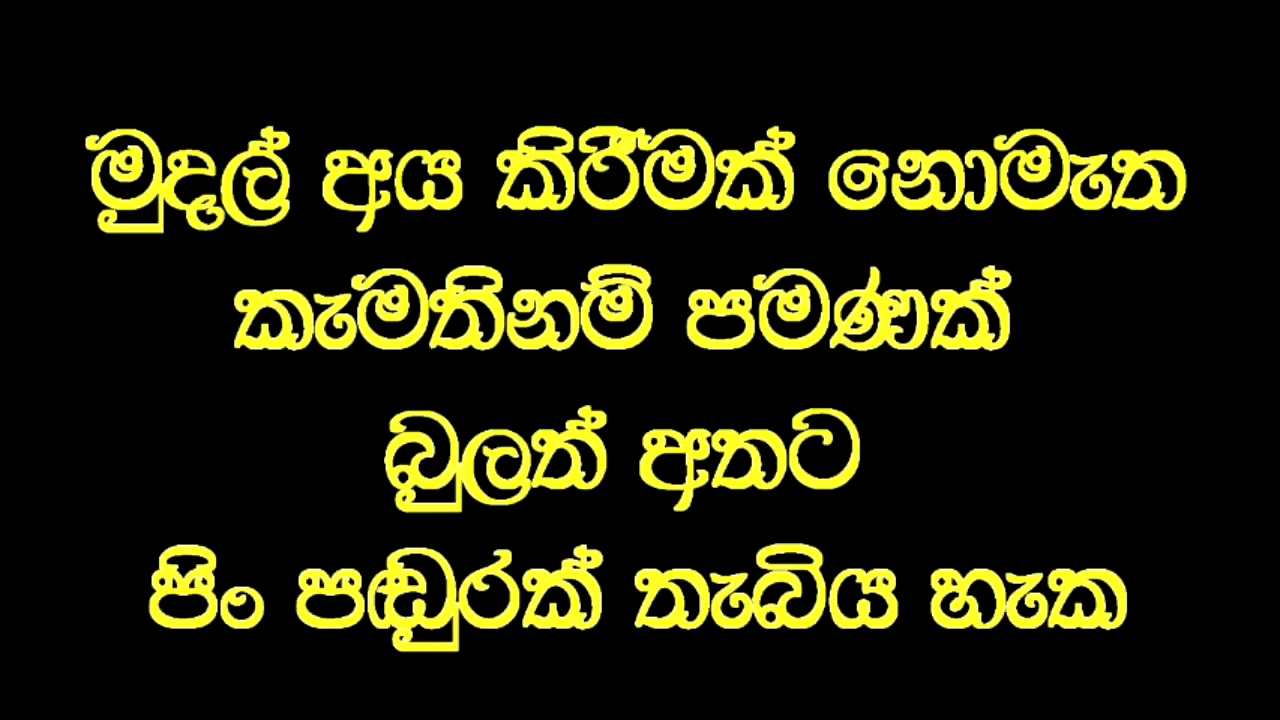 මුදල් අය කිරීමක් නොමැත
කැමතිනම් පමණක්
බුලත් අතට
පිං පඬුරක් තැබිය හැක